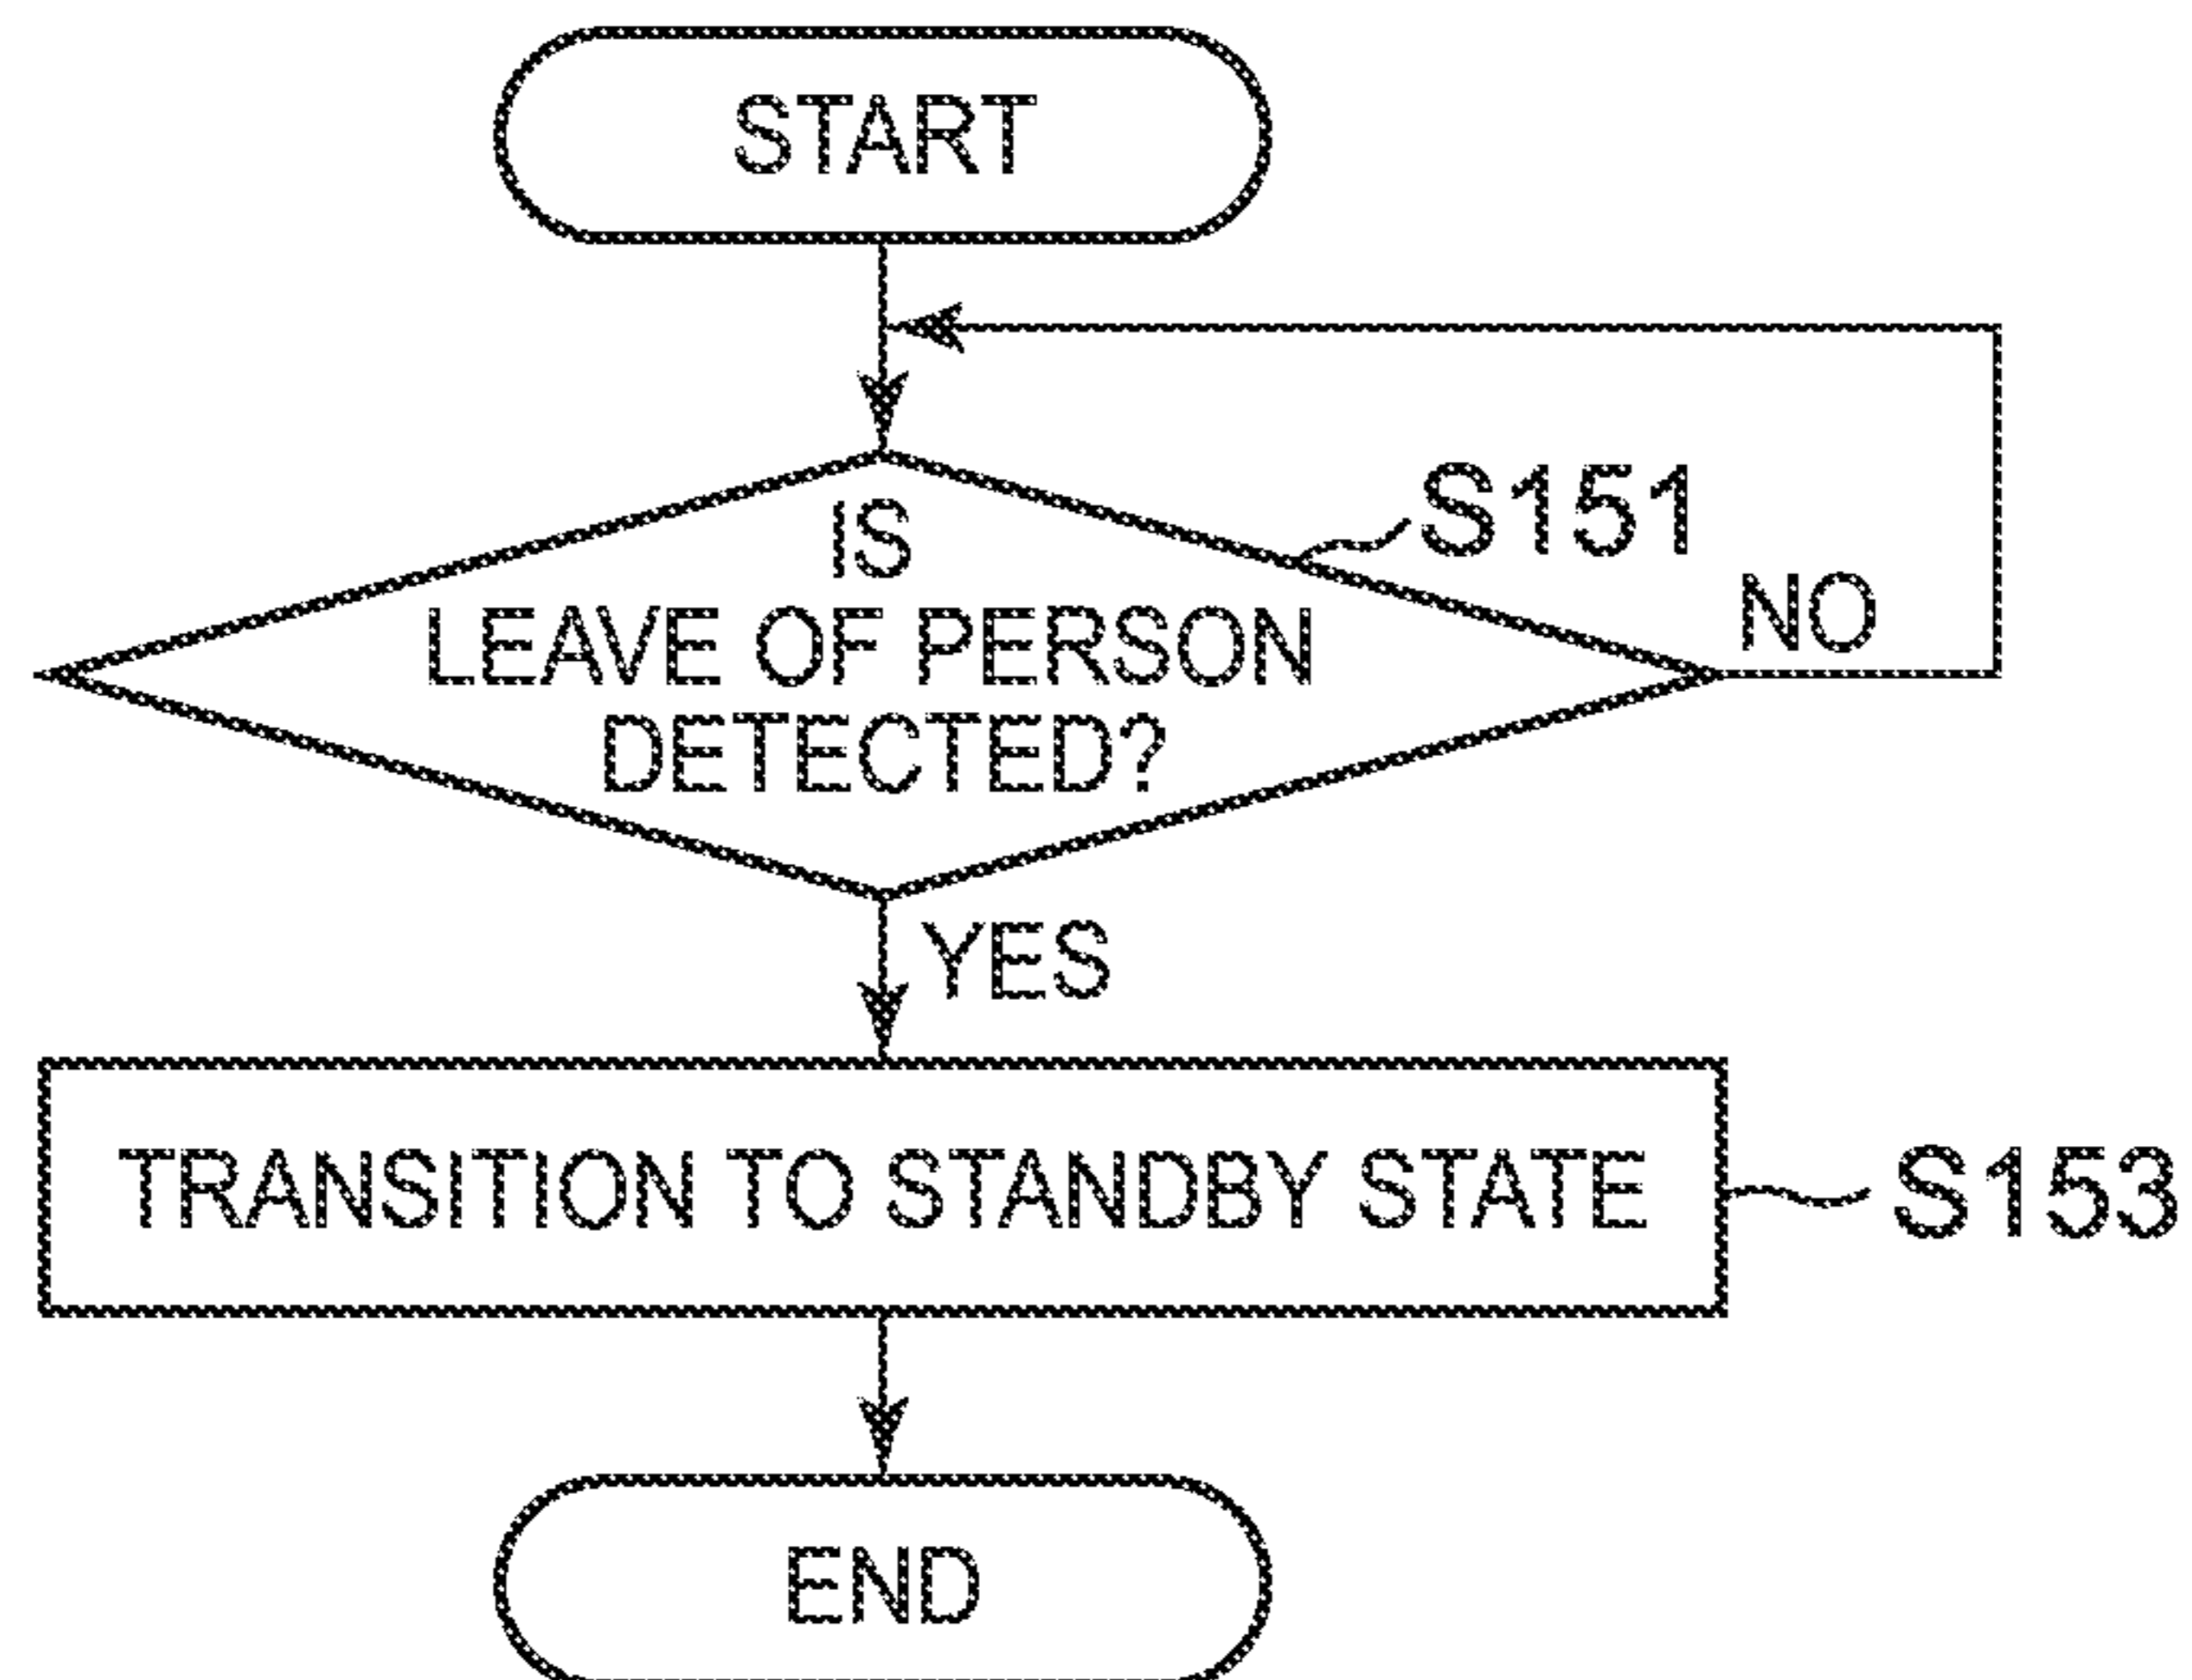 START
IS
LEAVE OF PERSON
DETECTED?
S151
NO
YES
TRANSITION TO STANDBY STATE
S153
END